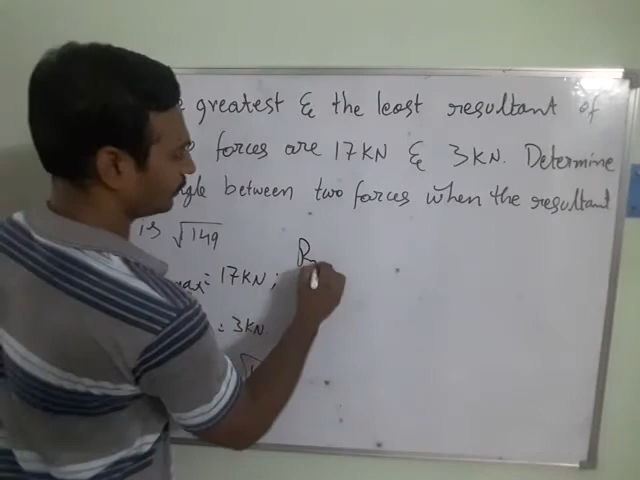 greatest & the least resultant of
forces are 17KN & 3KN. Determine
between two forces when the resultant
is √149
= 17KN;
R
= 3KN